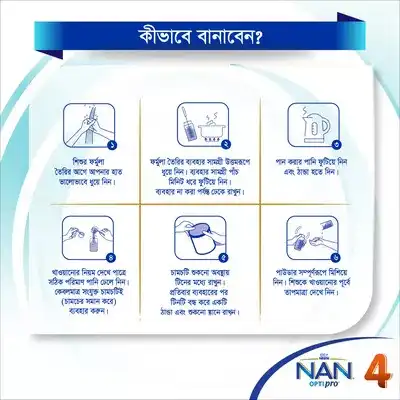 কীভাবে বানাবেন?
১
শিশুর ফর্মুলা
তৈরির আগে আপনার হাত
ভালোভাবে ধুয়ে নিন।
২
ফর্মুলা তৈরির ব্যবহার সামগ্রী উত্তমরূপে
ধুয়ে নিন। ব্যবহার সামগ্রী পাঁচ
মিনিট ধরে ফুটিয়ে নিন।
ব্যবহার না করা পর্যন্ত ঢেকে রাখুন।
৩
পান করার পানি ফুটিয়ে নিন
এবং ঠান্ডা হতে দিন।
৪
খাওয়ানোর নিয়ম দেখে পাত্রে
সঠিক পরিমাণ পানি ঢেলে নিন।
কেবলমাত্র সংযুক্ত চামচটিই
(চামচের সমান করে)
ব্যবহার করুন।
৫
চামচটি শুকনো অবস্থায়
টিনের মধ্যে রাখুন।
প্রতিবার ব্যবহারের পর
টিনটি বন্ধ করে একটি
ঠান্ডা এবং শুকনো স্থানে রাখুন।
৬
পাউডার সম্পূর্ণরূপে মিশিয়ে
নিন। শিশুকে খাওয়ানোর পূর্বে
তাপমাত্রা দেখে নিন।
NAN 4
OPTIpro